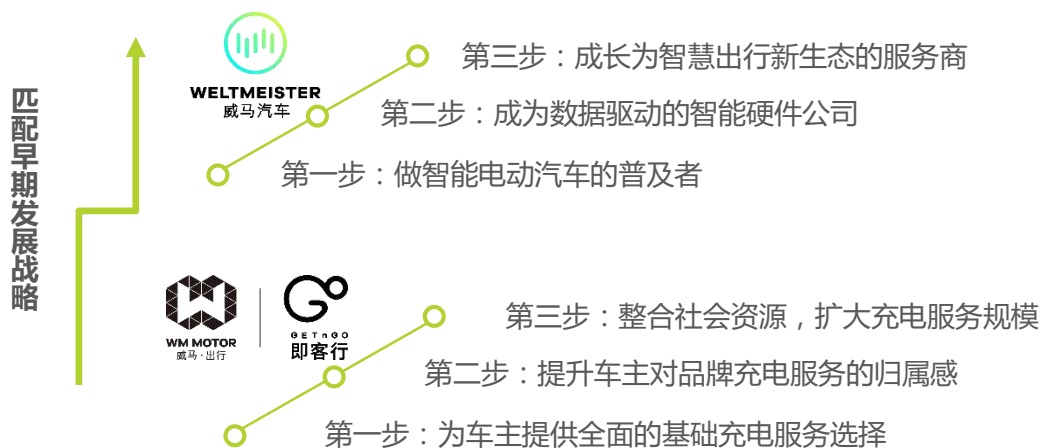 匹配早期发展战略
WELTMEISTER
威马汽车
第三步：成长为智慧出行新生态的服务商
第二步：成为数据驱动的智能硬件公司
第一步：做智能电动汽车的普及者
WM MOTOR
威马·出行
GETnGO
即客行
第三步：整合社会资源，扩大充电服务规模
第二步：提升车主对品牌充电服务的归属感
第一步：为车主提供全面的基础充电服务选择